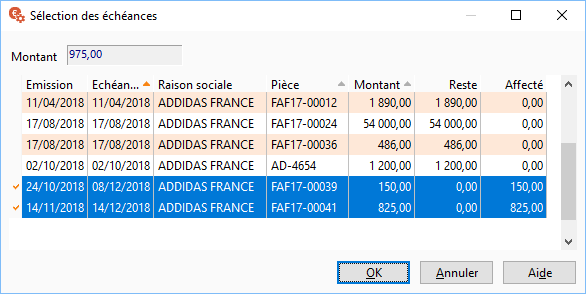 Sélection des échéances
Montant 975,00
Emission Echéan... Raison sociale Pièce Montant Reste Affecté
11/04/2018 11/04/2018 ADDIDAS FRANCE FAF17-00012 1 890,00 1 890,00 0,00
17/08/2018 17/08/2018 ADDIDAS FRANCE FAF17-00024 54 000,00 54 000,00 0,00
17/08/2018 17/08/2018 ADDIDAS FRANCE FAF17-00036 486,00 486,00 0,00
02/10/2018 02/10/2018 ADDIDAS FRANCE AD-4654 1 200,00 1 200,00 0,00
24/10/2018 08/12/2018 ADDIDAS FRANCE FAF17-00039 150,00 0,00 150,00
14/11/2018 14/12/2018 ADDIDAS FRANCE FAF17-00041 825,00 0,00 825,00
OK Annuler Aide